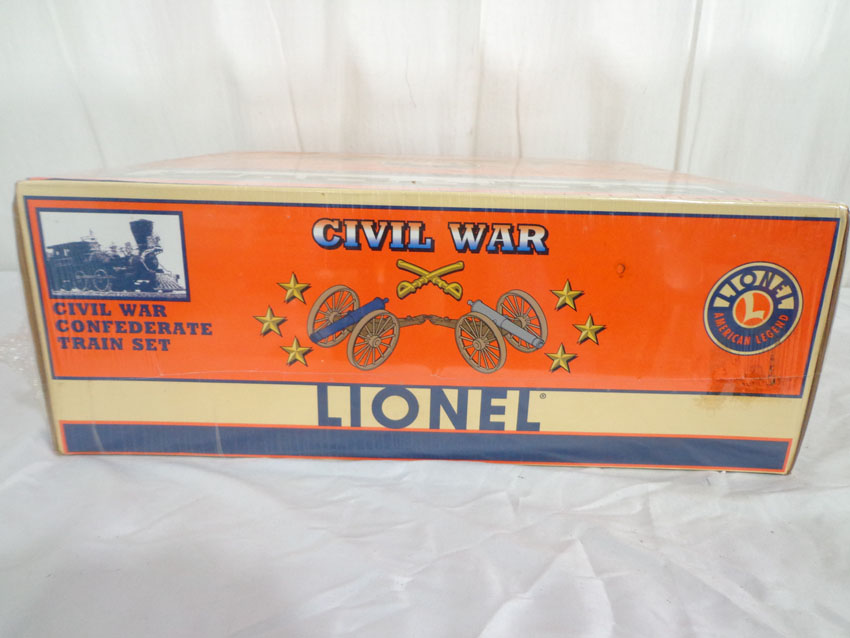 CIVIL WAR
CIVIL WAR
CONFEDERATE
TRAIN SET
LIONEL
L
AMERICAN LEGEND
LIONEL®